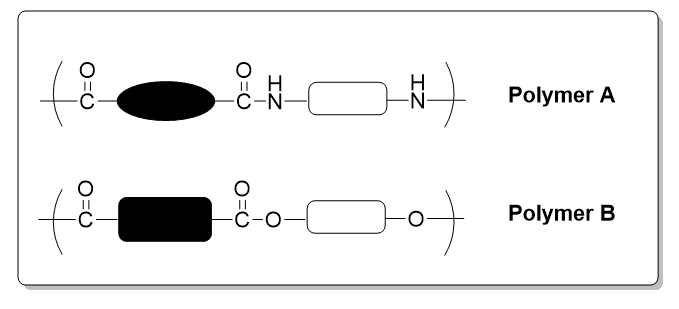 O O H H
C C N N Polymer A
O O
C C O O Polymer B